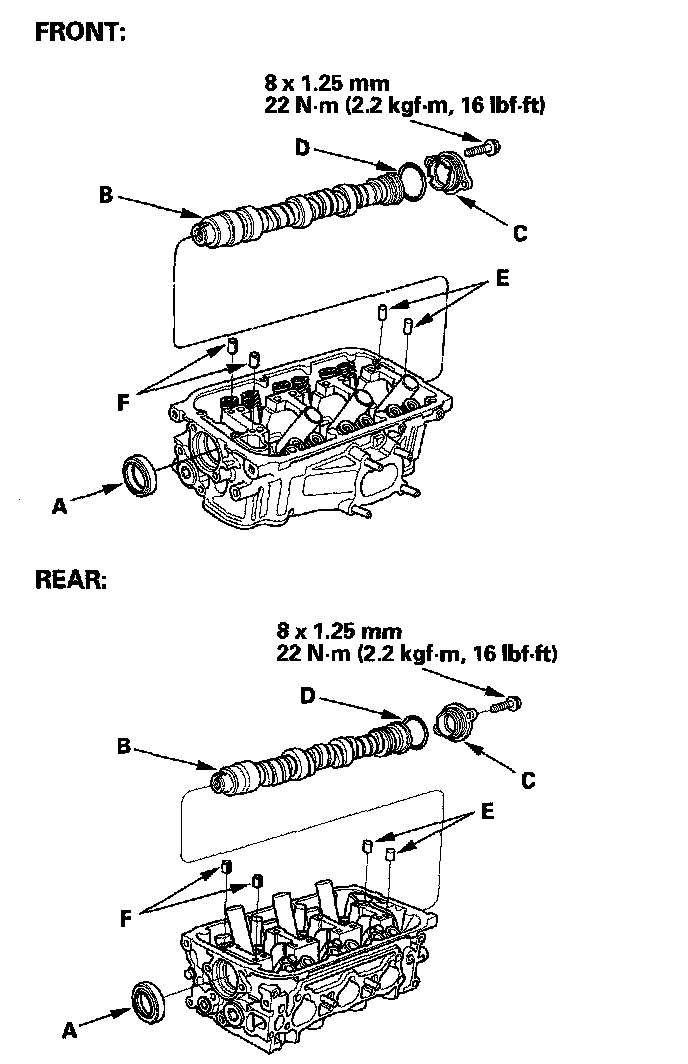 FRONT:
8 x 1.25 mm
22 N·m (2.2 kgf·m, 16 lbf·ft)
D
B
C
E
F
A
REAR:
8 x 1.25 mm
22 N·m (2.2 kgf·m, 16 lbf·ft)
D
B
C
E
F
A